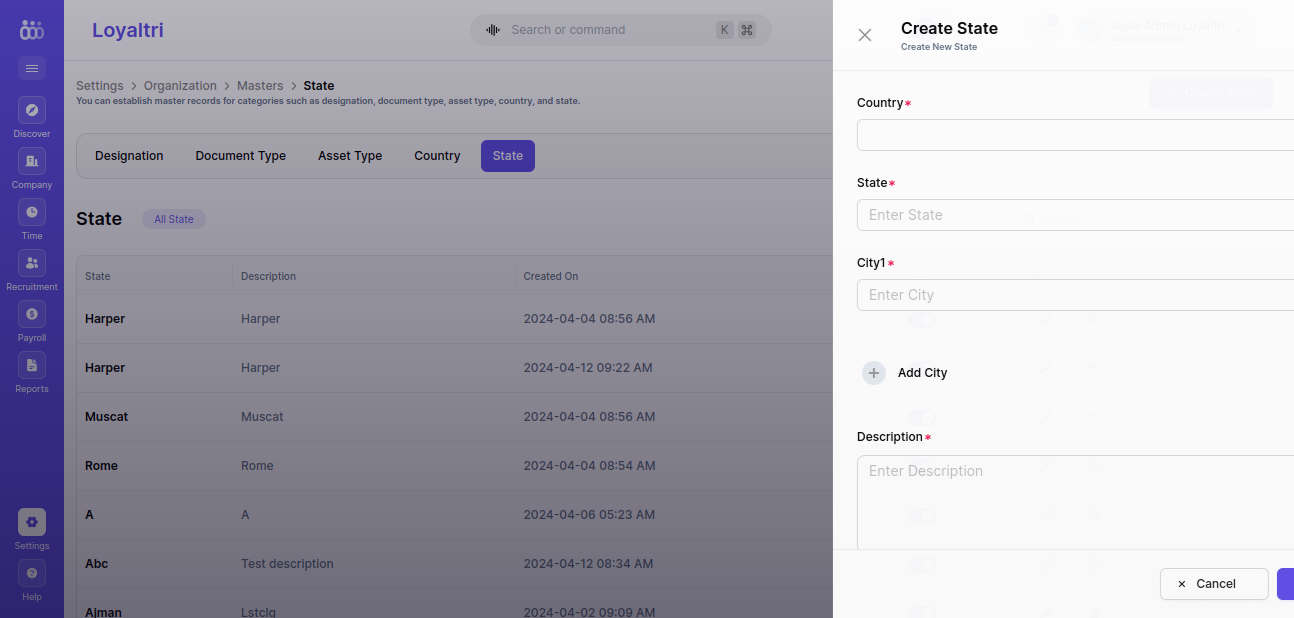 Loyaltri
Search or command
K ⌘
Create State
Create New State
Settings > Organization > Masters > State
You can establish master records for categories such as designation, document type, asset type, country, and state.
Discover
Company
Time
Recruitment
Payroll
Reports
Settings
Help
Designation Document Type Asset Type Country State
State All State
State Description Created On
Harper Harper 2024-04-04 08:56 AM
Harper Harper 2024-04-12 09:22 AM
Muscat Muscat 2024-04-04 08:56 AM
Rome Rome 2024-04-04 08:54 AM
A A 2024-04-06 05:23 AM
Abc Test description 2024-04-12 08:34 AM
Ajman Lstclg 2024-04-02 09:09 AM
Country*
State*
Enter State
City1*
Enter City
+ Add City
Description*
Enter Description
× Cancel